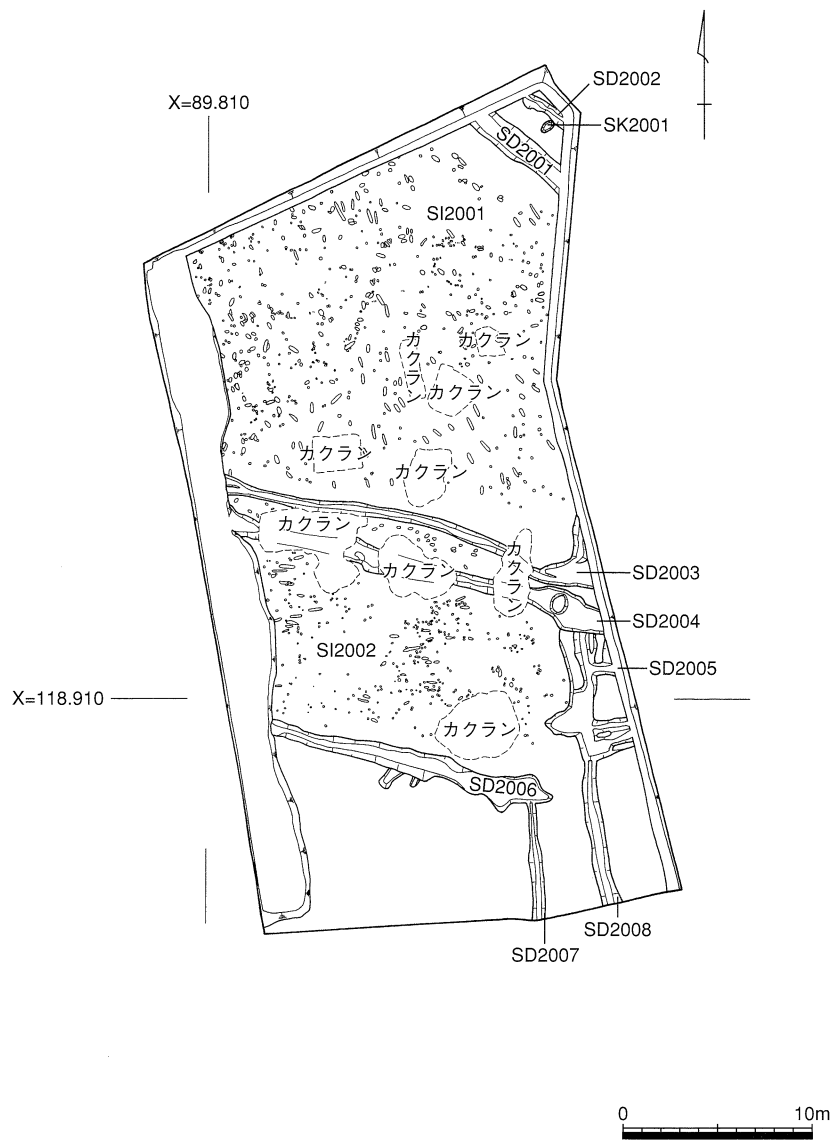 SD2002
X=89.810
SK2001
SD2001
SI2001
カクラン
カクラン
カクラン
カクラン
カクラン
カクラン
カクラン
カクラン
SD2003
SD2004
SI2002
SD2005
X=118.910
カクラン
SD2006
SD2008
SD2007
0 10m